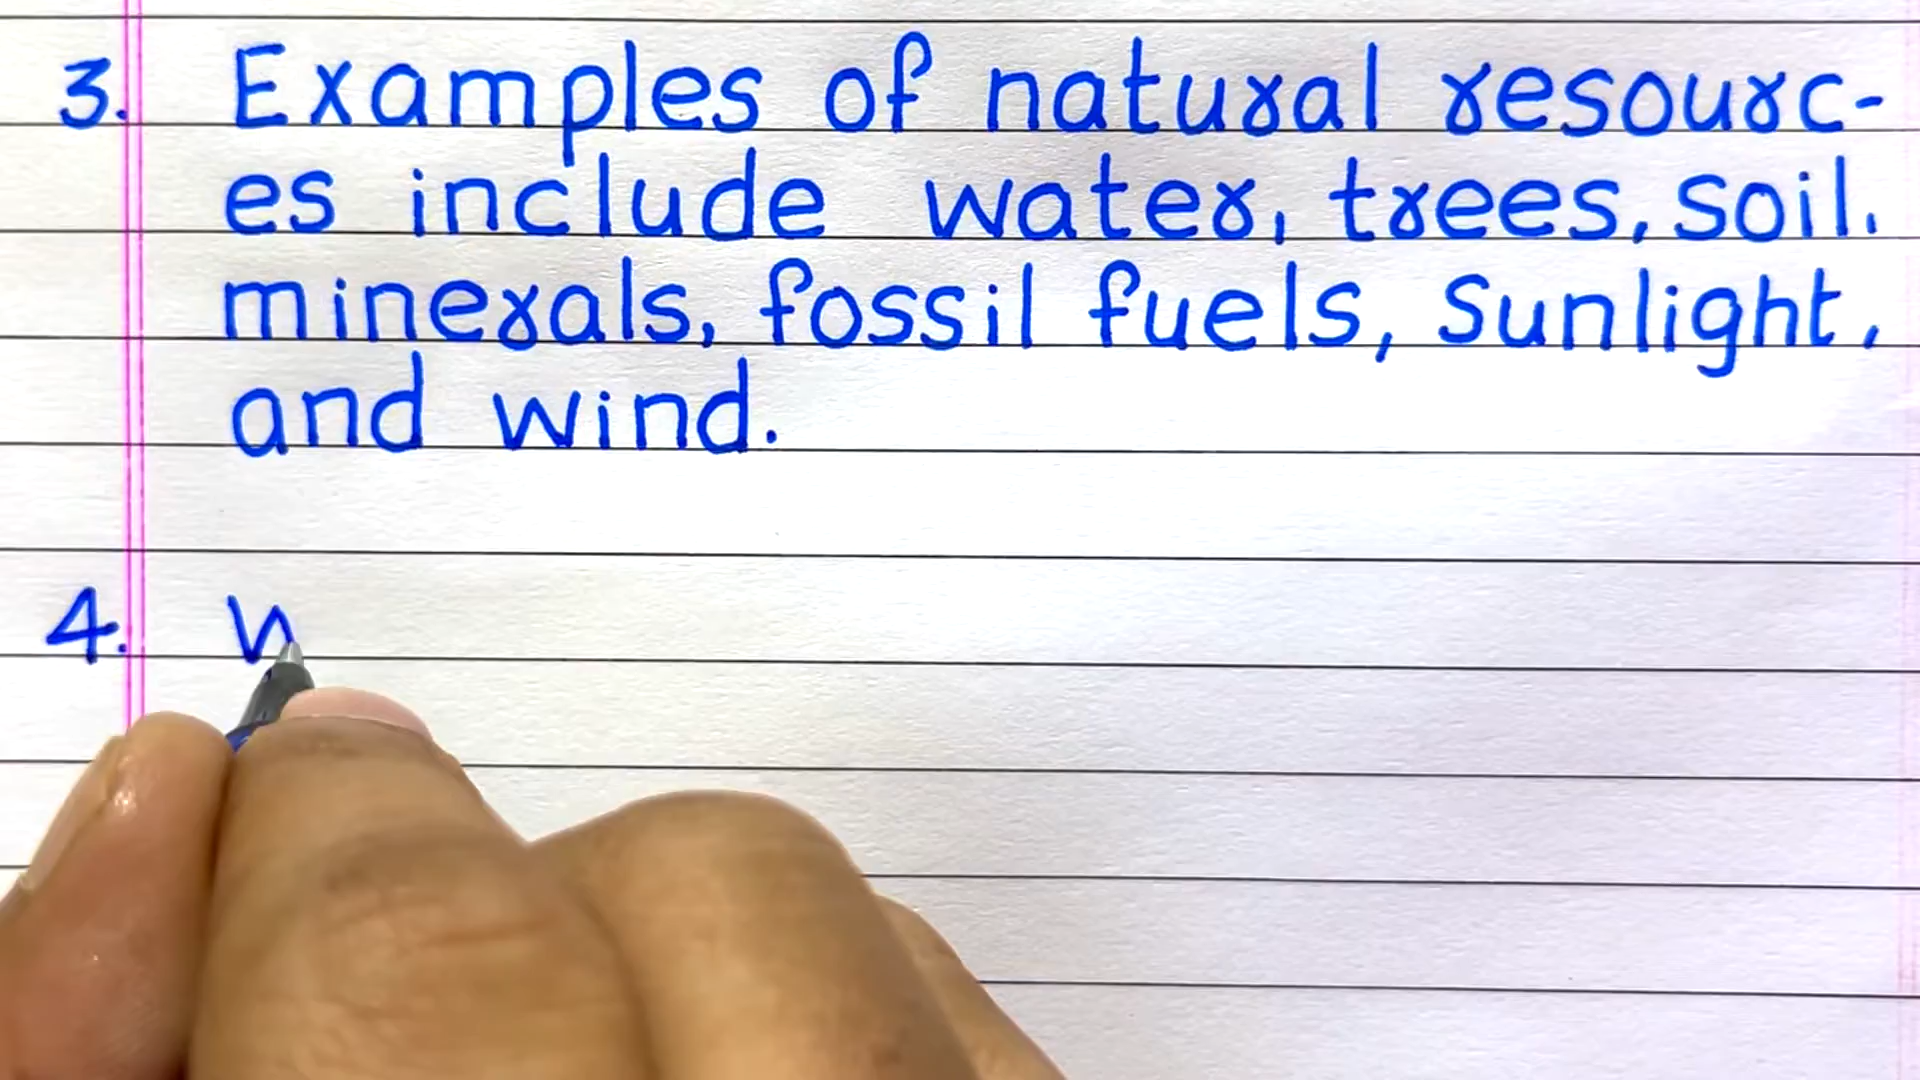 3. Examples of natural resourc-
es include water, trees, soil,
minerals, fossil fuels, Sunlight,
and wind.
4.